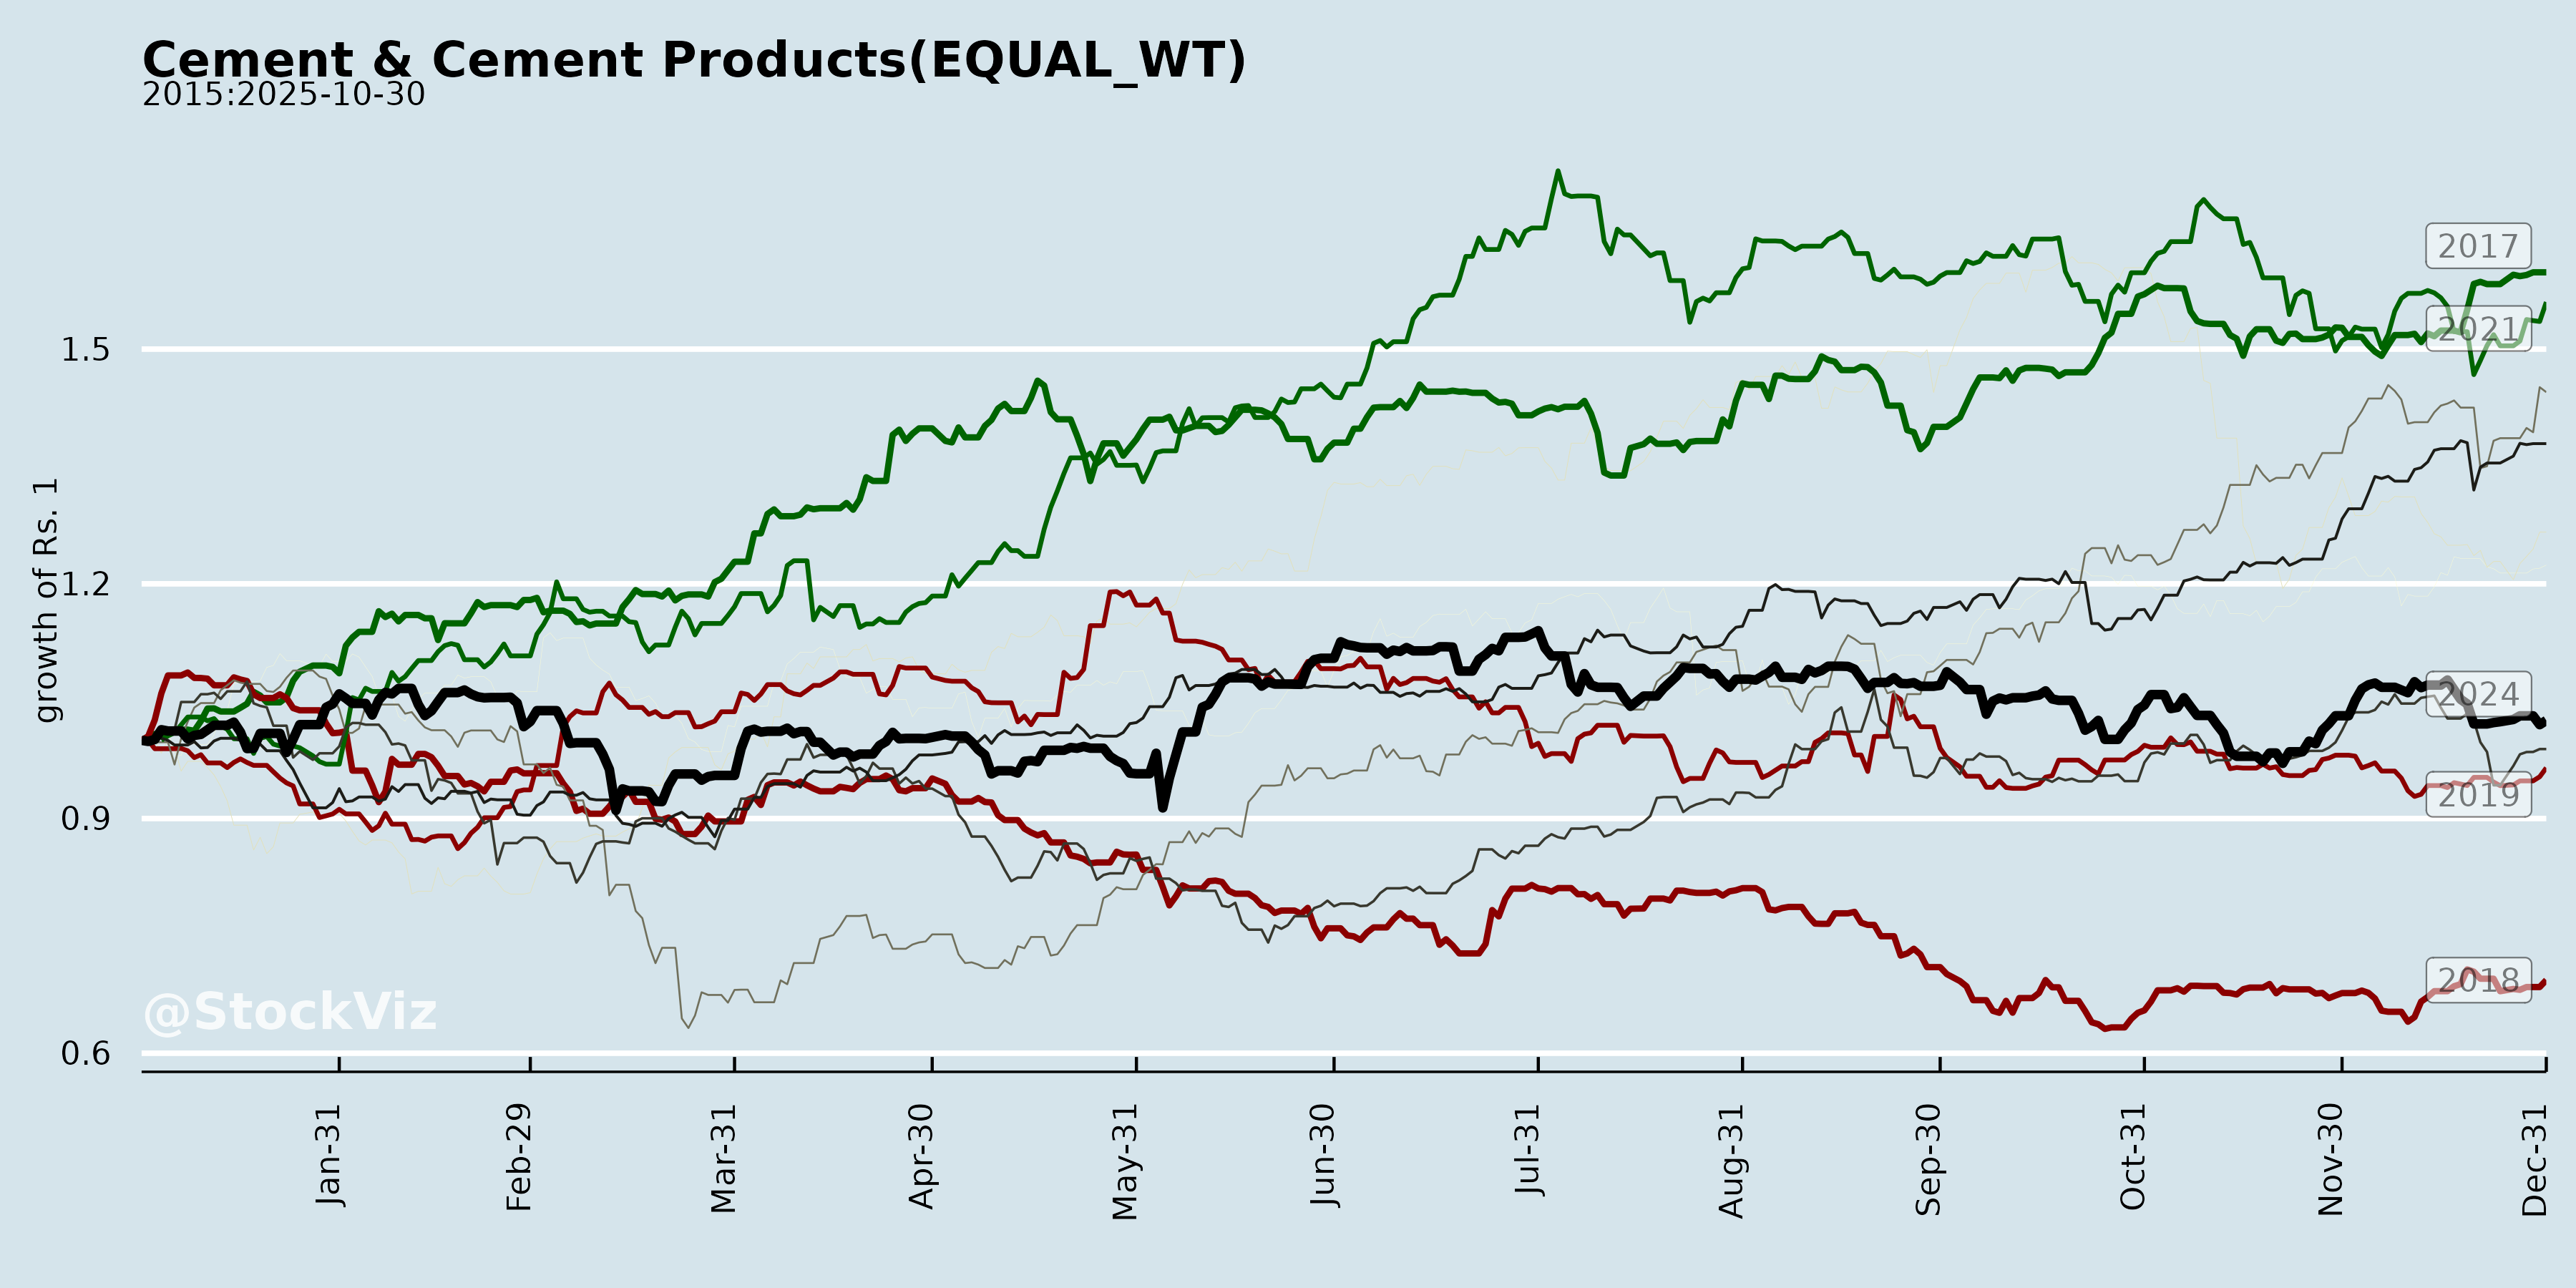 Cement & Cement Products(EQUAL_WT)
2015:2025-10-30
growth of Rs. 1
1.5
1.2
0.9
0.6
2017
2021
2024
2019
2018
@StockViz
Jan-31
Feb-29
Mar-31
Apr-30
May-31
Jun-30
Jul-31
Aug-31
Sep-30
Oct-31
Nov-30
Dec-31